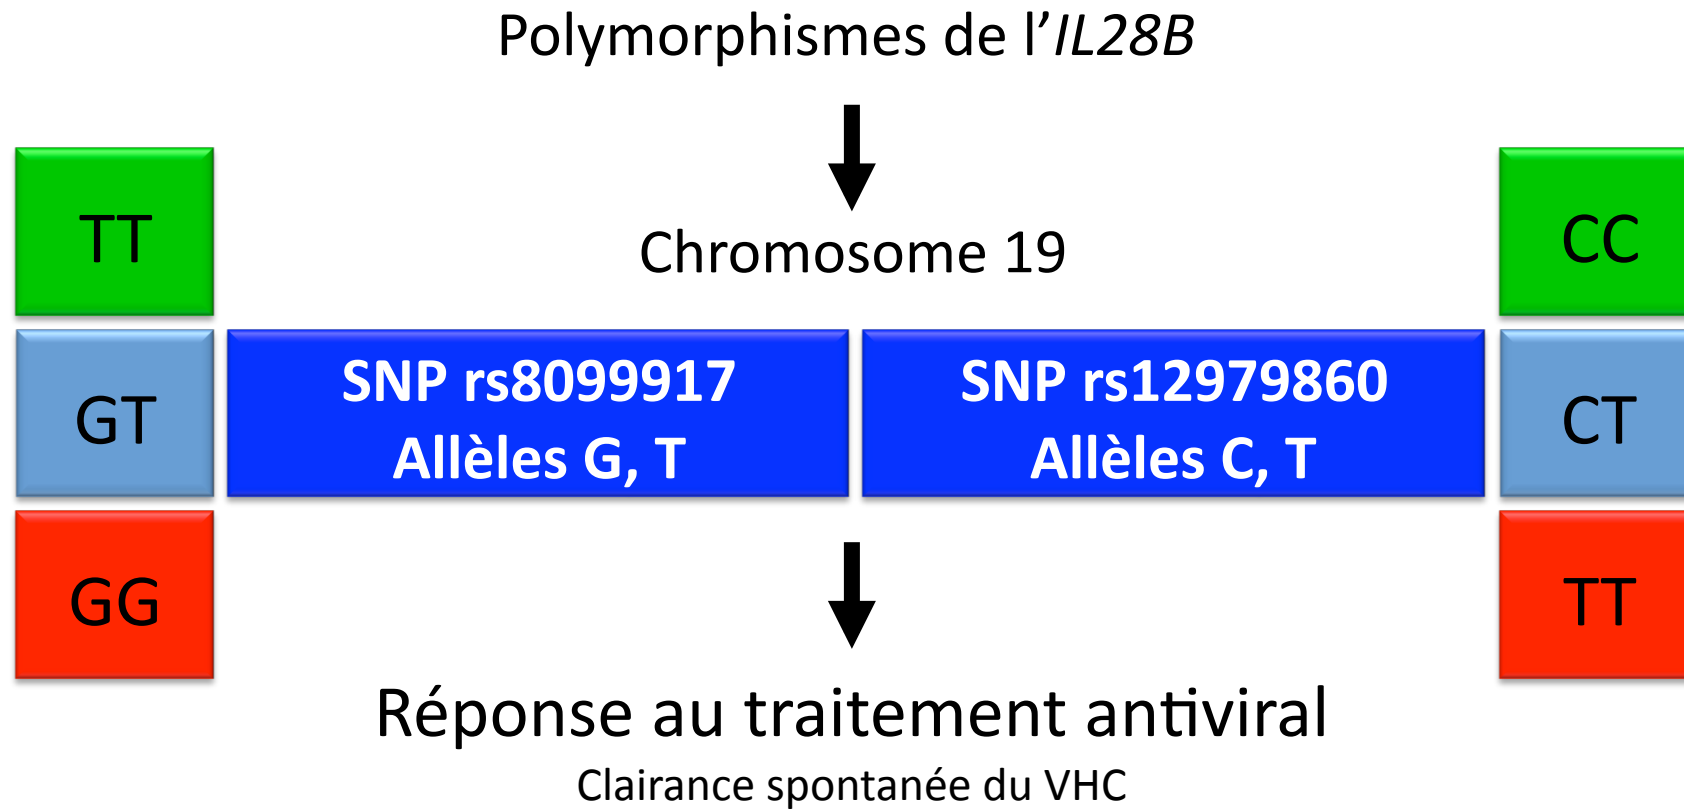 Polymorphismes de l’IL28B
Chromosome 19
TT
GT
GG
SNP rs8099917
Allèles G, T
SNP rs12979860
Allèles C, T
CC
CT
TT
Réponse au traitement antiviral
Clairance spontanée du VHC